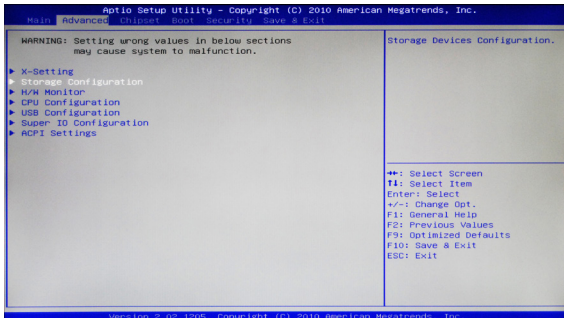 Aptio Setup Utility – Copyright (C) 2010 American Megatrends, Inc.
Main Advanced Chipset Boot Security Save & Exit
WARNING: Setting wrong values in below sections
may cause system to malfunction.
► X-Setting
► Storage Configuration
► H/W Monitor
► CPU Configuration
► USB Configuration
► Super IO Configuration
► ACPI Settings
Storage Devices Configuration.
→←: Select Screen
↑↓: Select Item
Enter: Select
+/-: Change Opt.
F1: General Help
F2: Previous Values
F9: Optimized Defaults
F10: Save & Exit
ESC: Exit
Version 2.02.1205. Copyright (C) 2010 American Megatrends, Inc.